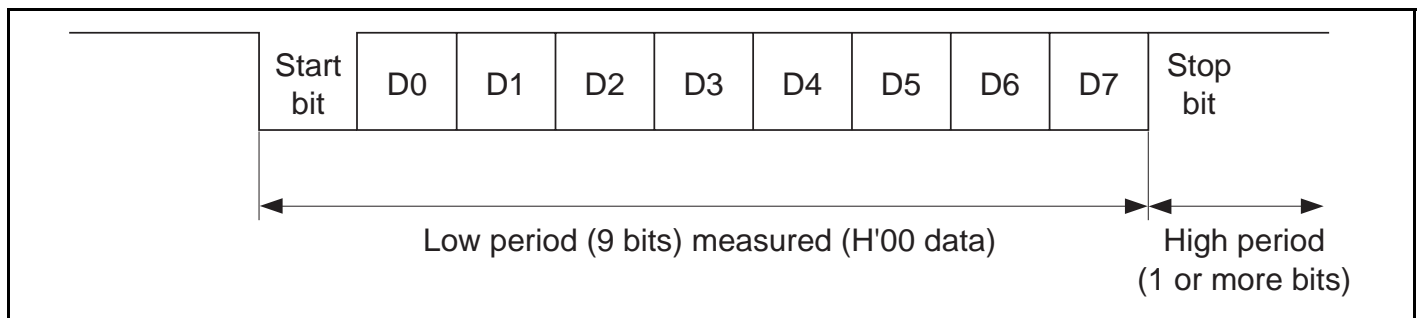 Start
bit
D0
D1
D2
D3
D4
D5
D6
D7
Stop
bit
Low period (9 bits) measured (H'00 data)
High period
(1 or more bits)